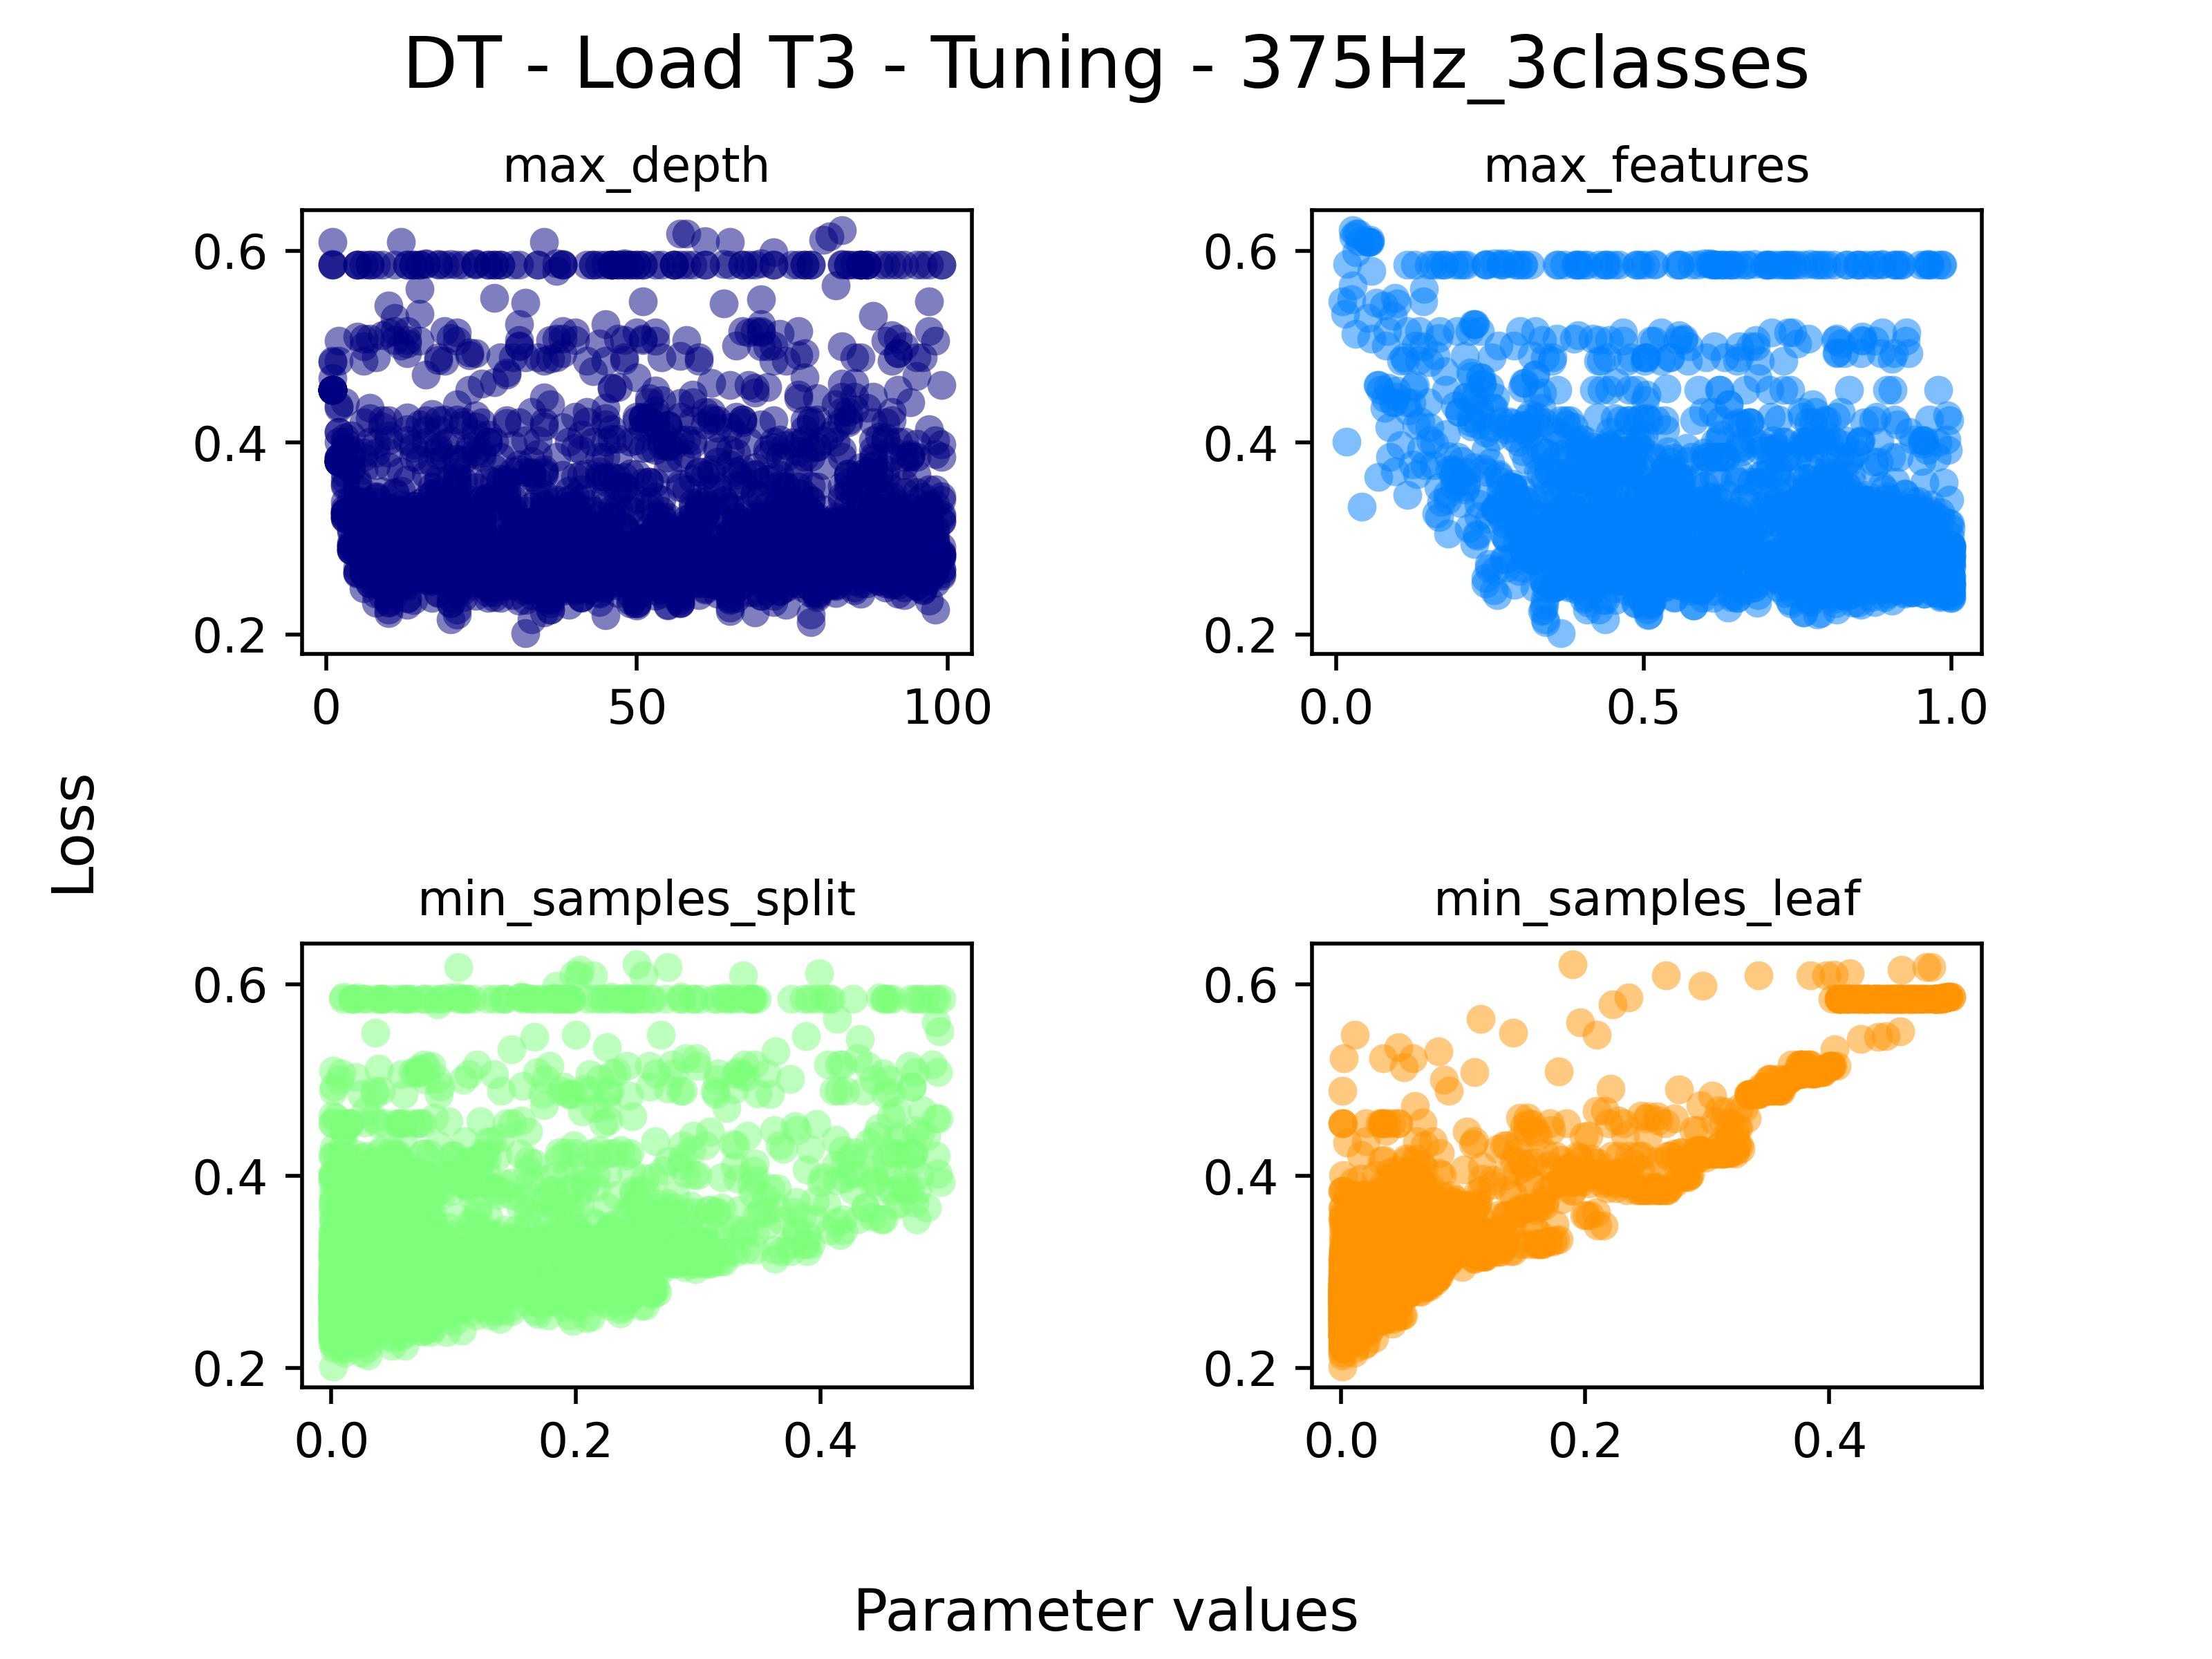 DT - Load T3 - Tuning - 375Hz_3classes
max_depth
0.6
0.4
0.2
0 50 100
max_features
0.6
0.4
0.2
0.0 0.5 1.0
Loss
min_samples_split
0.6
0.4
0.2
0.0 0.2 0.4
min_samples_leaf
0.6
0.4
0.2
0.0 0.2 0.4
Parameter values